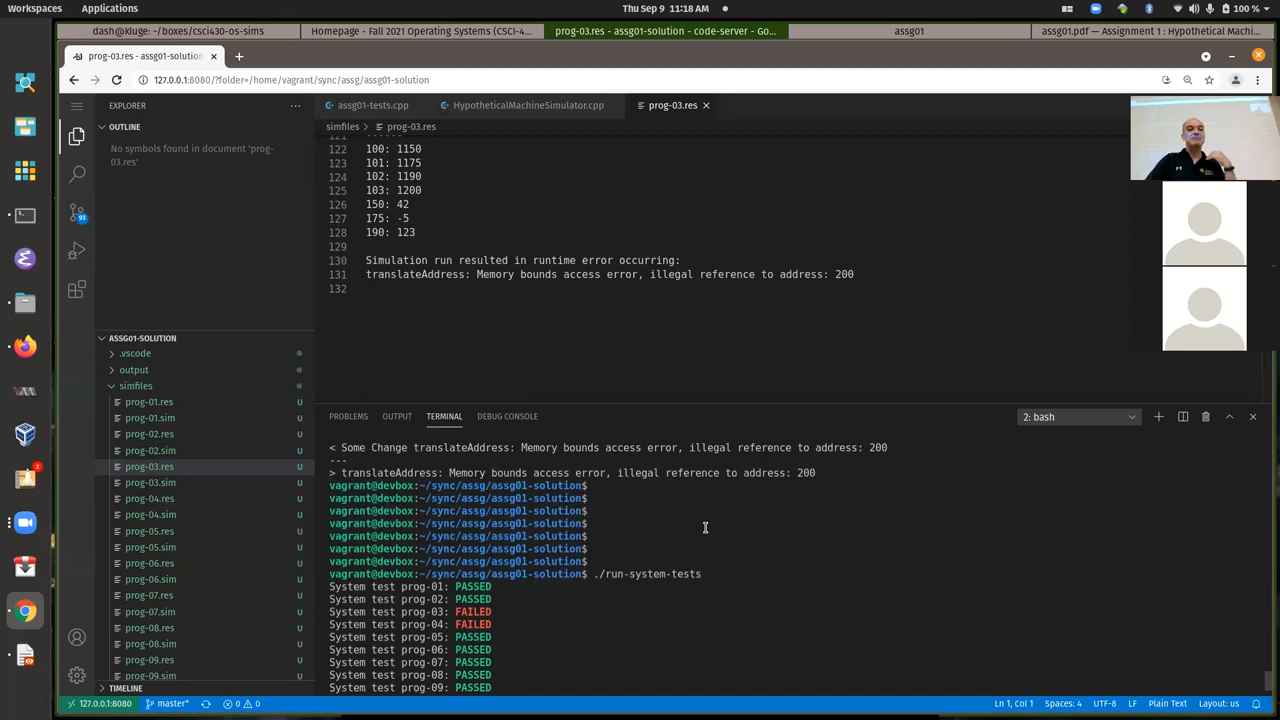 Workspaces
Applications
Thu Sep 9 11:18 AM
100 %
dash@kluge: ~/boxes/csci430-os-sims
Homepage - Fall 2021 Operating Systems (CSCI-4...
prog-03.res - assg01-solution - code-server - Go...
assg01
assg01.pdf — Assignment 1 : Hypothetical Machi...
prog-03.res - assg01-solution
127.0.0.1:8080/?folder=/home/vagrant/sync/assg/assg01-solution
EXPLORER
assg01-tests.cpp
HypotheticalMachineSimulator.cpp
prog-03.res
OUTLINE
No symbols found in document 'prog-
03.res'
simfiles > prog-03.res
122 100: 1150
123 101: 1175
124 102: 1190
125 103: 1200
126 150: 42
127 175: -5
128 190: 123
129
130 Simulation run resulted in runtime error occurring:
131 translateAddress: Memory bounds access error, illegal reference to address: 200
132
93
ASSG01-SOLUTION
.vscode
output
simfiles
prog-01.res U
prog-01.sim U
prog-02.res U
prog-02.sim U
prog-03.res U
prog-03.sim U
prog-04.res U
prog-04.sim U
prog-05.res U
prog-05.sim U
prog-06.res U
prog-06.sim U
prog-07.res U
prog-07.sim U
prog-08.res U
prog-08.sim U
prog-09.res U
prog-09.sim U
TIMELINE
PROBLEMS
OUTPUT
TERMINAL
DEBUG CONSOLE
2: bash
< Some Change translateAddress: Memory bounds access error, illegal reference to address: 200
---
> translateAddress: Memory bounds access error, illegal reference to address: 200
vagrant@devbox:~/sync/assg/assg01-solution$
vagrant@devbox:~/sync/assg/assg01-solution$
vagrant@devbox:~/sync/assg/assg01-solution$
vagrant@devbox:~/sync/assg/assg01-solution$
vagrant@devbox:~/sync/assg/assg01-solution$
vagrant@devbox:~/sync/assg/assg01-solution$
vagrant@devbox:~/sync/assg/assg01-solution$
vagrant@devbox:~/sync/assg/assg01-solution$ ./run-system-tests
System test prog-01: PASSED
System test prog-02: PASSED
System test prog-03: FAILED
System test prog-04: FAILED
System test prog-05: PASSED
System test prog-06: PASSED
System test prog-07: PASSED
System test prog-08: PASSED
System test prog-09: PASSED
127.0.0.1:8080
master*
0
0
Ln 1, Col 1
Spaces: 4
UTF-8
LF
Plain Text
Layout: us